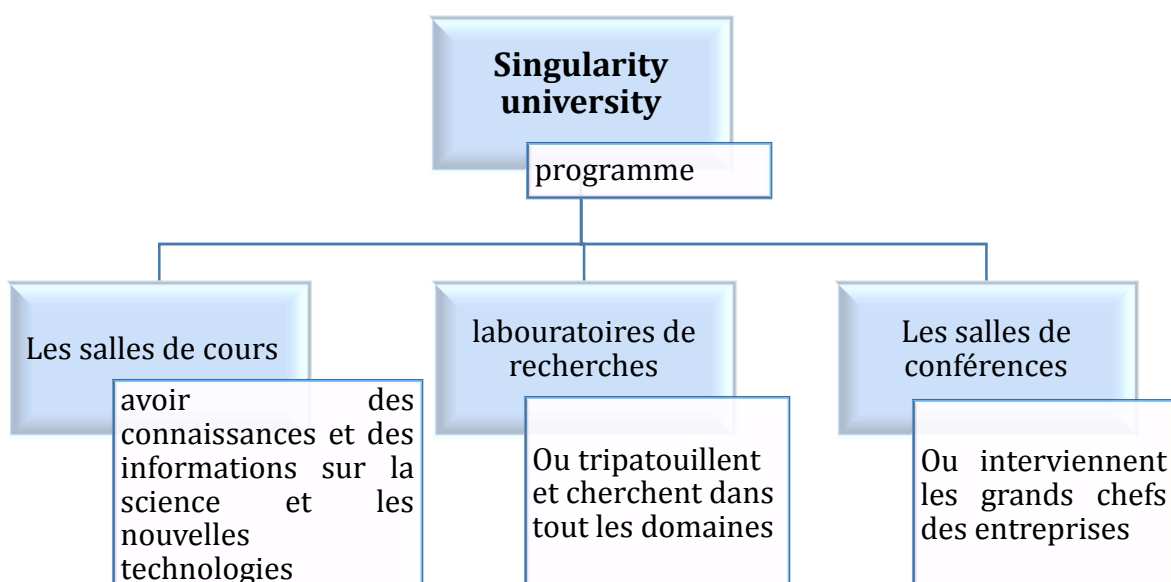 Singularity
university
programme
Les salles de cours
avoir des
connaissances et des
informations sur la
science et les
nouvelles
technologies
labouratoires de
recherches
Ou tripatouillent
et cherchent dans
tout les domaines
Les salles de
conférences
Ou interviennent
les grands chefs
des entreprises